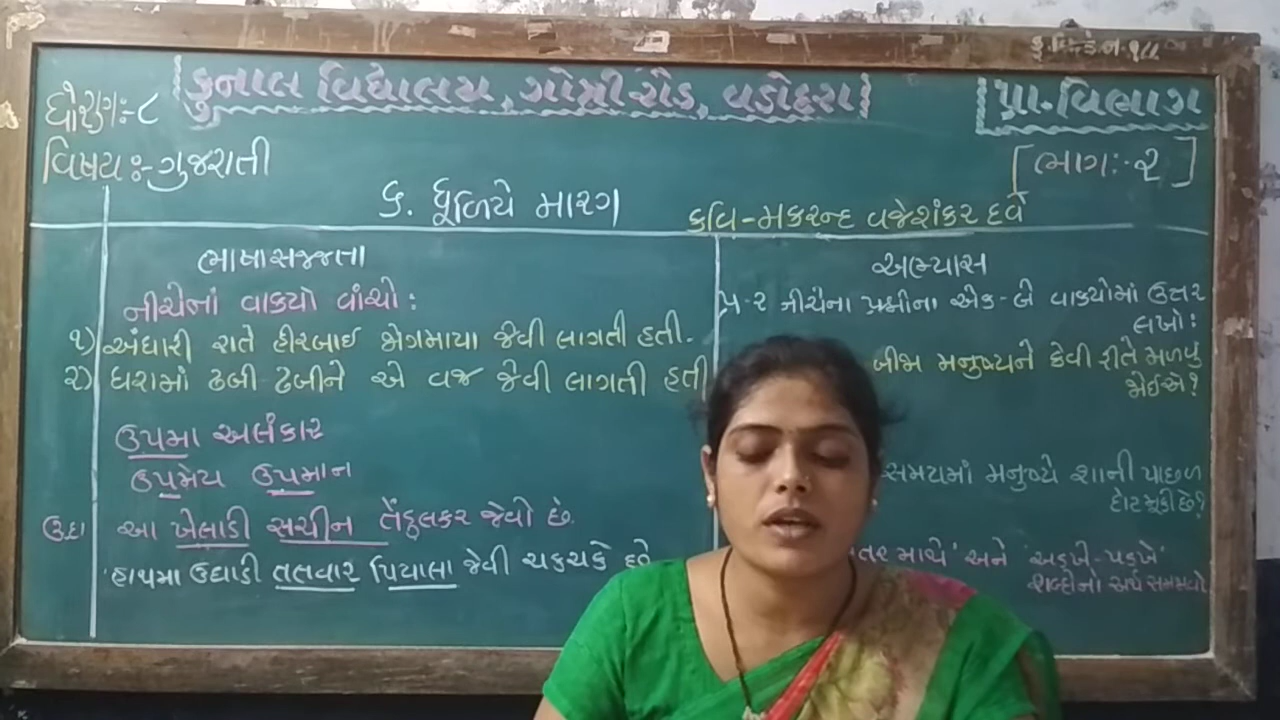 ધોરણ:-૮
કુનાલ વિદ્યાલય, ગોત્રી રોડ, વડોદરા
પ્રા.વિભાગ
વિષય:-ગુજરાતી
[ભાગ:-૨]
૬. ધૂળિયે મારગ
કવિ-મકરન્દ વજેશંકર દવે
ભાષાસજ્જતા
નીચેનાં વાક્યો વાંચો:
૧) અંધારી રાતે હીરબાઈ જોગમાયા જેવી લાગતી હતી.
૨) ધરામાં ઢબી ઢબીને એ વજ્ર જેવી લાગતી હતી
ઉપમા અલંકાર
ઉપમેય ઉપમાન
ઉદા આ ખેલાડી સચીન તેંદુલકર જેવો છે.
હાથમા ઉઘાડી તલવાર પિયાલા જેવી ચકચકે
અભ્યાસ
પ્ર-૨ નીચેના પ્રશ્નીના એક-બે વાક્યોમાં ઉત્તર
લખો:
બીજા મનુષ્યને કેવી રીતે મળવું
જોઈએ?
સમયમાં મનુષ્યે શાની પાછળ
દોટ મૂકી છે?
માથે' અને 'અડખે-પડખે'
શબ્દોના અર્થ સમજાવો